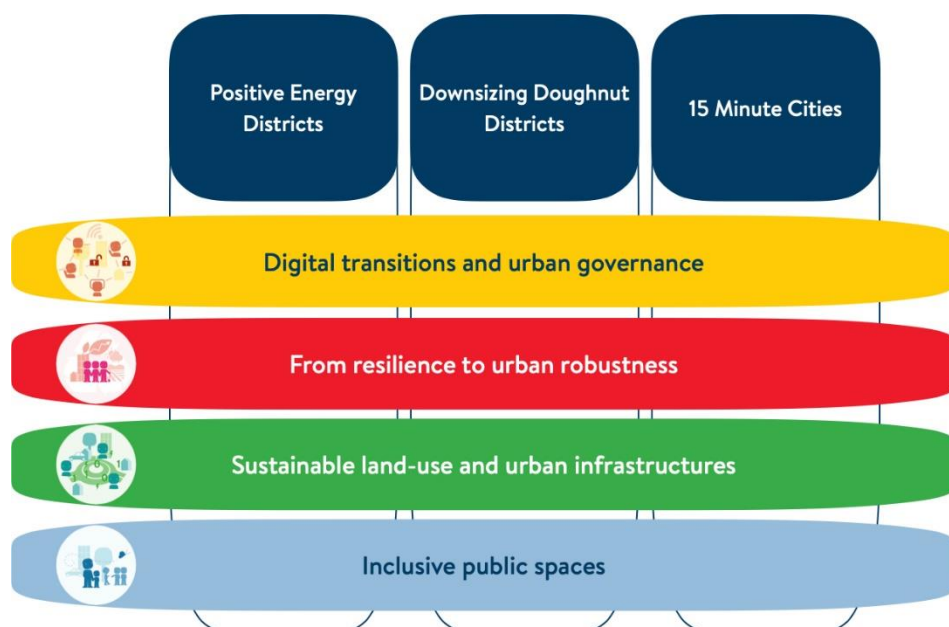 Positive Energy
Districts
Downsizing Doughnut
Districts
15 Minute Cities
Digital transitions and urban governance
From resilience to urban robustness
Sustainable land-use and urban infrastructures
Inclusive public spaces